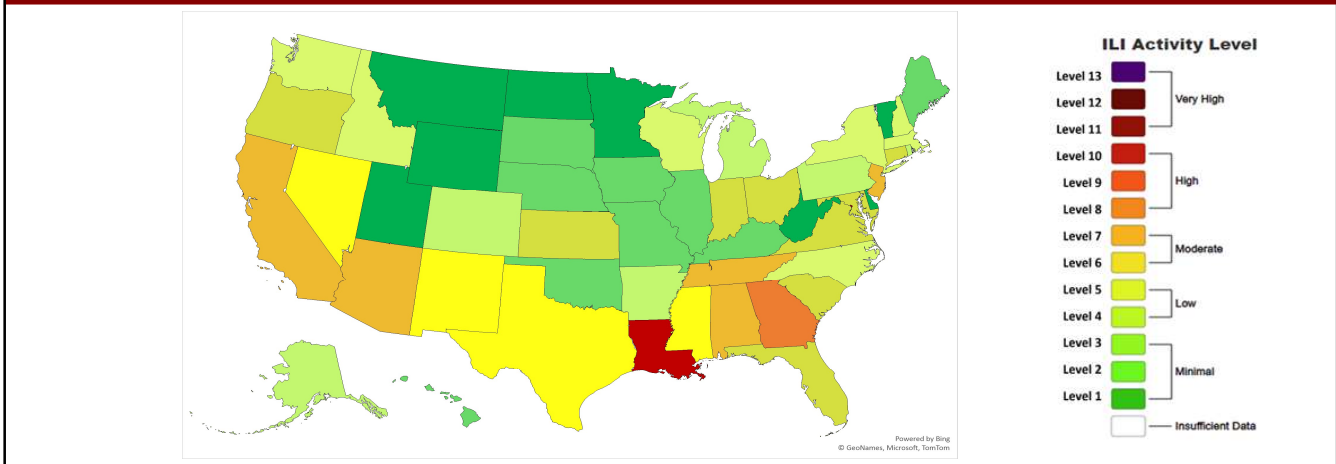 ILI Activity Level
Level 13
Level 12
Very High
Level 11
Level 10
Level 9
High
Level 8
Level 7
Moderate
Level 6
Level 5
Low
Level 4
Level 3
Level 2
Minimal
Level 1
Insufficient Data
Powered by Bing
© GeoNames, Microsoft, TomTom